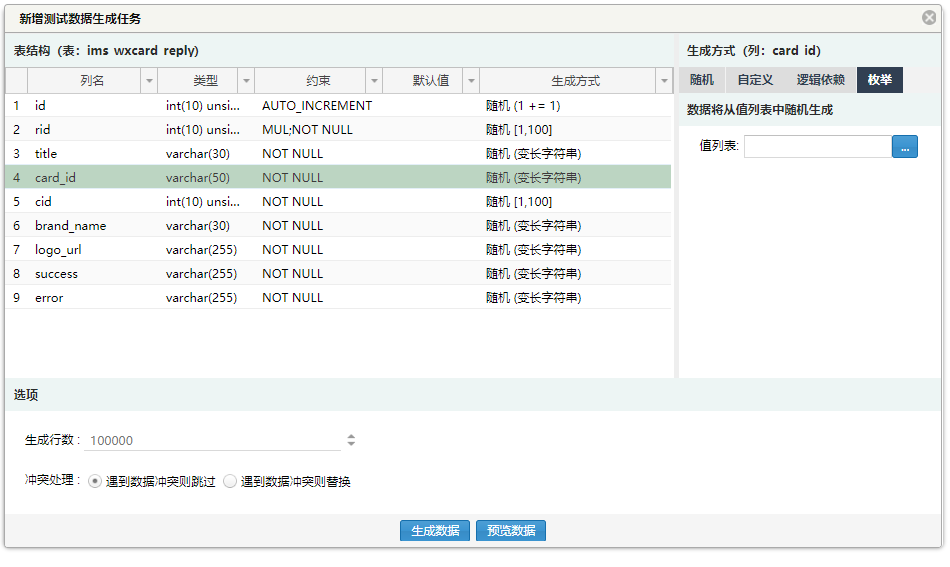 新增测试数据生成任务
表结构（表：ims wxcard reply）
列名 类型 约束 默认值 生成方式
1 id int(10) unsi... AUTO_INCREMENT 随机 (1 += 1)
2 rid int(10) unsi... MUL;NOT NULL 随机 [1,100]
3 title varchar(30) NOT NULL 随机 (变长字符串)
4 card_id varchar(50) NOT NULL 随机 (变长字符串)
5 cid int(10) unsi... NOT NULL 随机 [1,100]
6 brand_name varchar(30) NOT NULL 随机 (变长字符串)
7 logo_url varchar(255) NOT NULL 随机 (变长字符串)
8 success varchar(255) NOT NULL 随机 (变长字符串)
9 error varchar(255) NOT NULL 随机 (变长字符串)
生成方式（列：card id）
随机 自定义 逻辑依赖 枚举
数据将从值列表中随机生成
值列表: ...
选项
生成行数： 100000
冲突处理： 遇到数据冲突则跳过 遇到数据冲突则替换
生成数据 预览数据